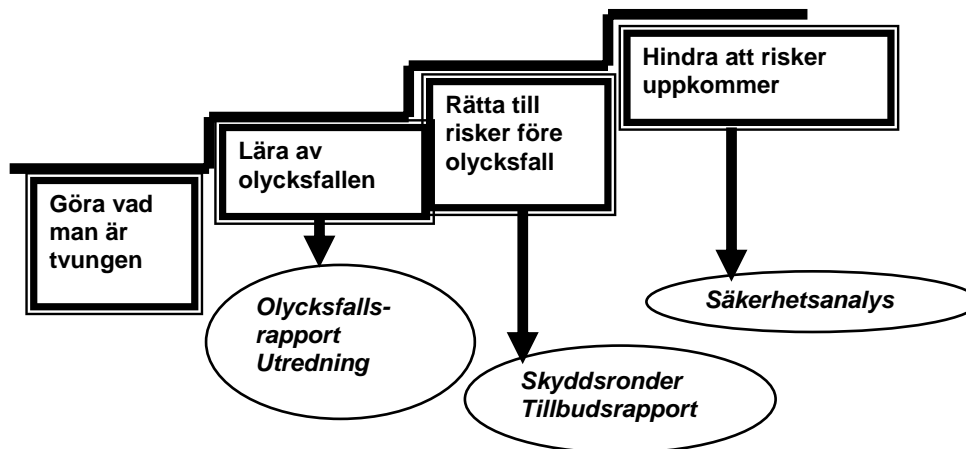 Göra vad
man är
tvungen
Lära av
olycksfallen
Rätta till
risker före
olycksfall
Hindra att risker
uppkommer
Olycksfalls-
rapport
Utredning
Skyddsronder
Tillbudsrapport
Säkerhetsanalys